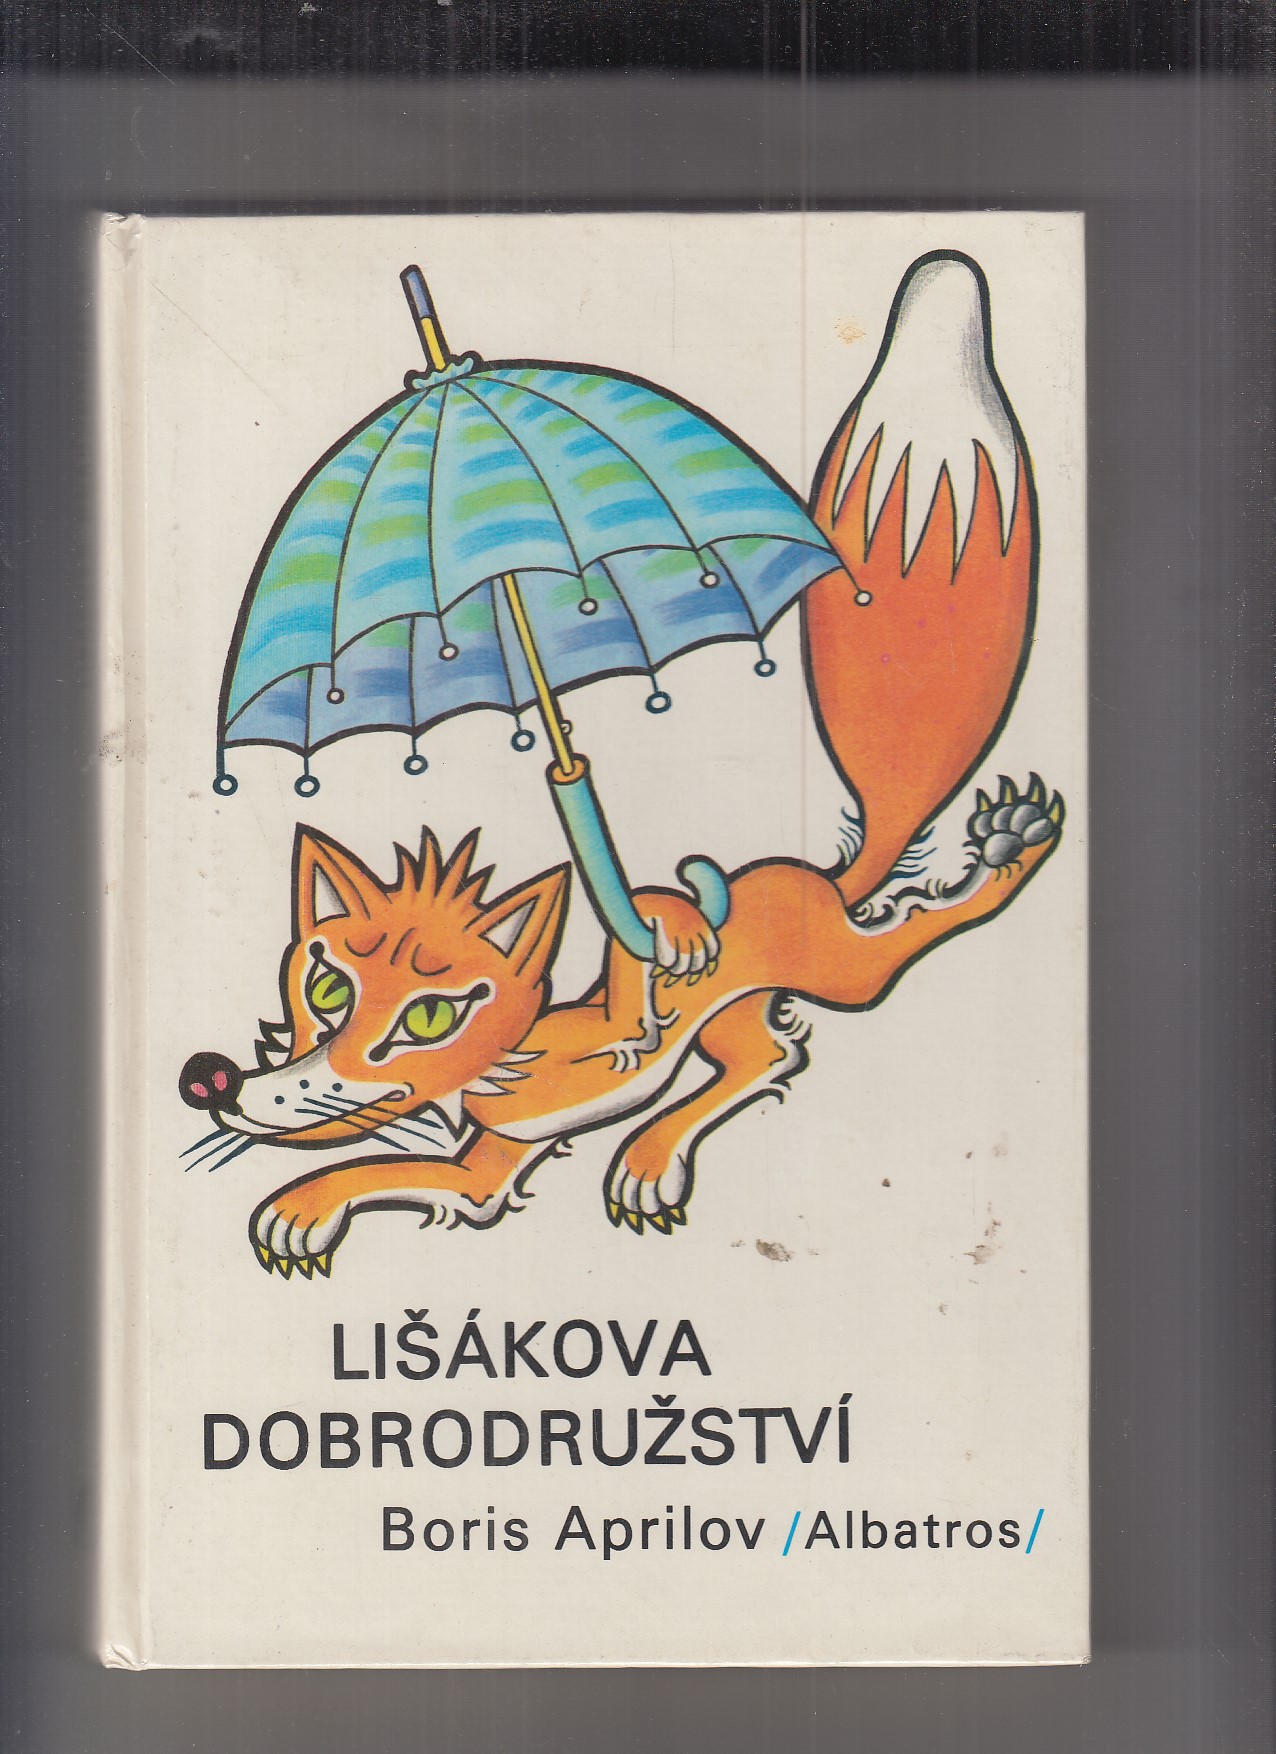 LIŠÁKOVA
DOBRODRUŽSTVÍ
Boris Aprilov /Albatros/